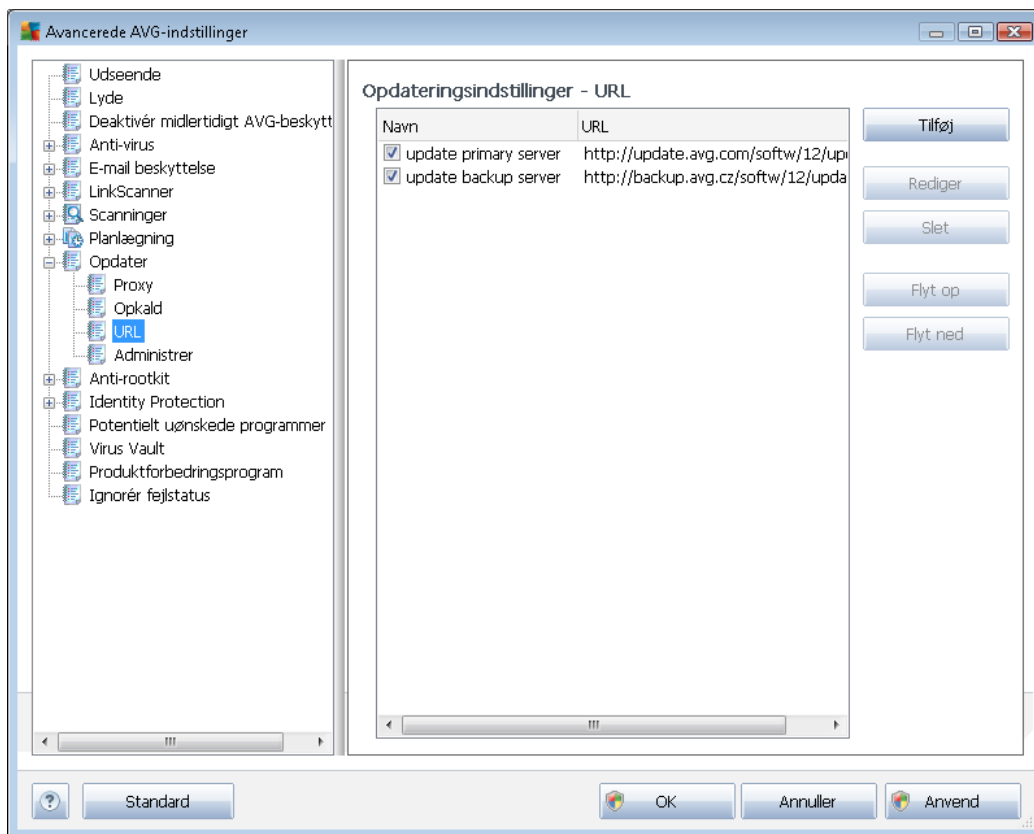 Avancerede AVG-indstillinger
Udseende
Lyde
Deaktivér midlertidigt AVG-beskytt
Anti-virus
E-mail beskyttelse
LinkScanner
Scanninger
Planlægning
Opdater
Proxy
Opkald
URL
Administrer
Anti-rootkit
Identity Protection
Potentielt uønskede programmer
Virus Vault
Produktforbedringsprogram
Ignorér fejlstatus
Opdateringsindstillinger - URL
Navn URL
update primary server http://update.avg.com/softw/12/up
update backup server http://backup.avg.cz/softw/12/upda
Tilføj
Rediger
Slet
Flyt op
Flyt ned
? Standard OK Annuller Anvend